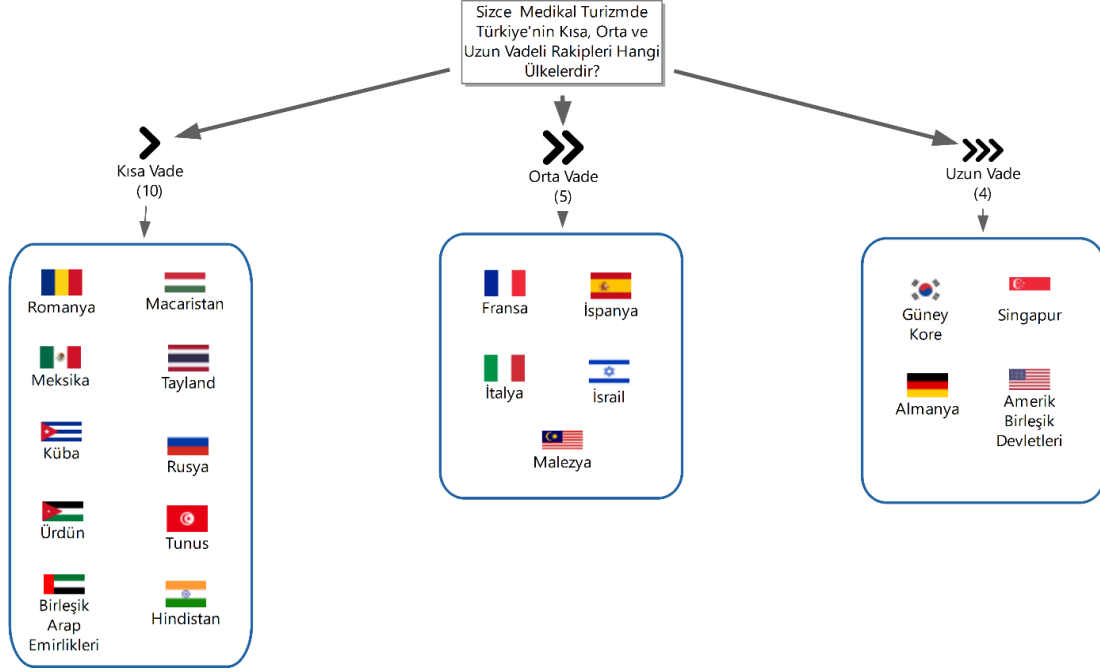 Sizce Medikal Turizmde
Türkiye'nin Kısa, Orta ve
Uzun Vadeli Rakipleri Hangi
Ülkelerdir?
Kısa Vade
(10)
Orta Vade
(5)
Uzun Vade
(4)
Romanya
Macaristan
Meksika
Tayland
Küba
Rusya
Ürdün
Tunus
Birleşik
Arap
Emirlikleri
Hindistan
Fransa
İspanya
İtalya
İsrail
Malezya
Güney
Kore
Singapur
Almanya
Amerik
Birleşik
Devletleri